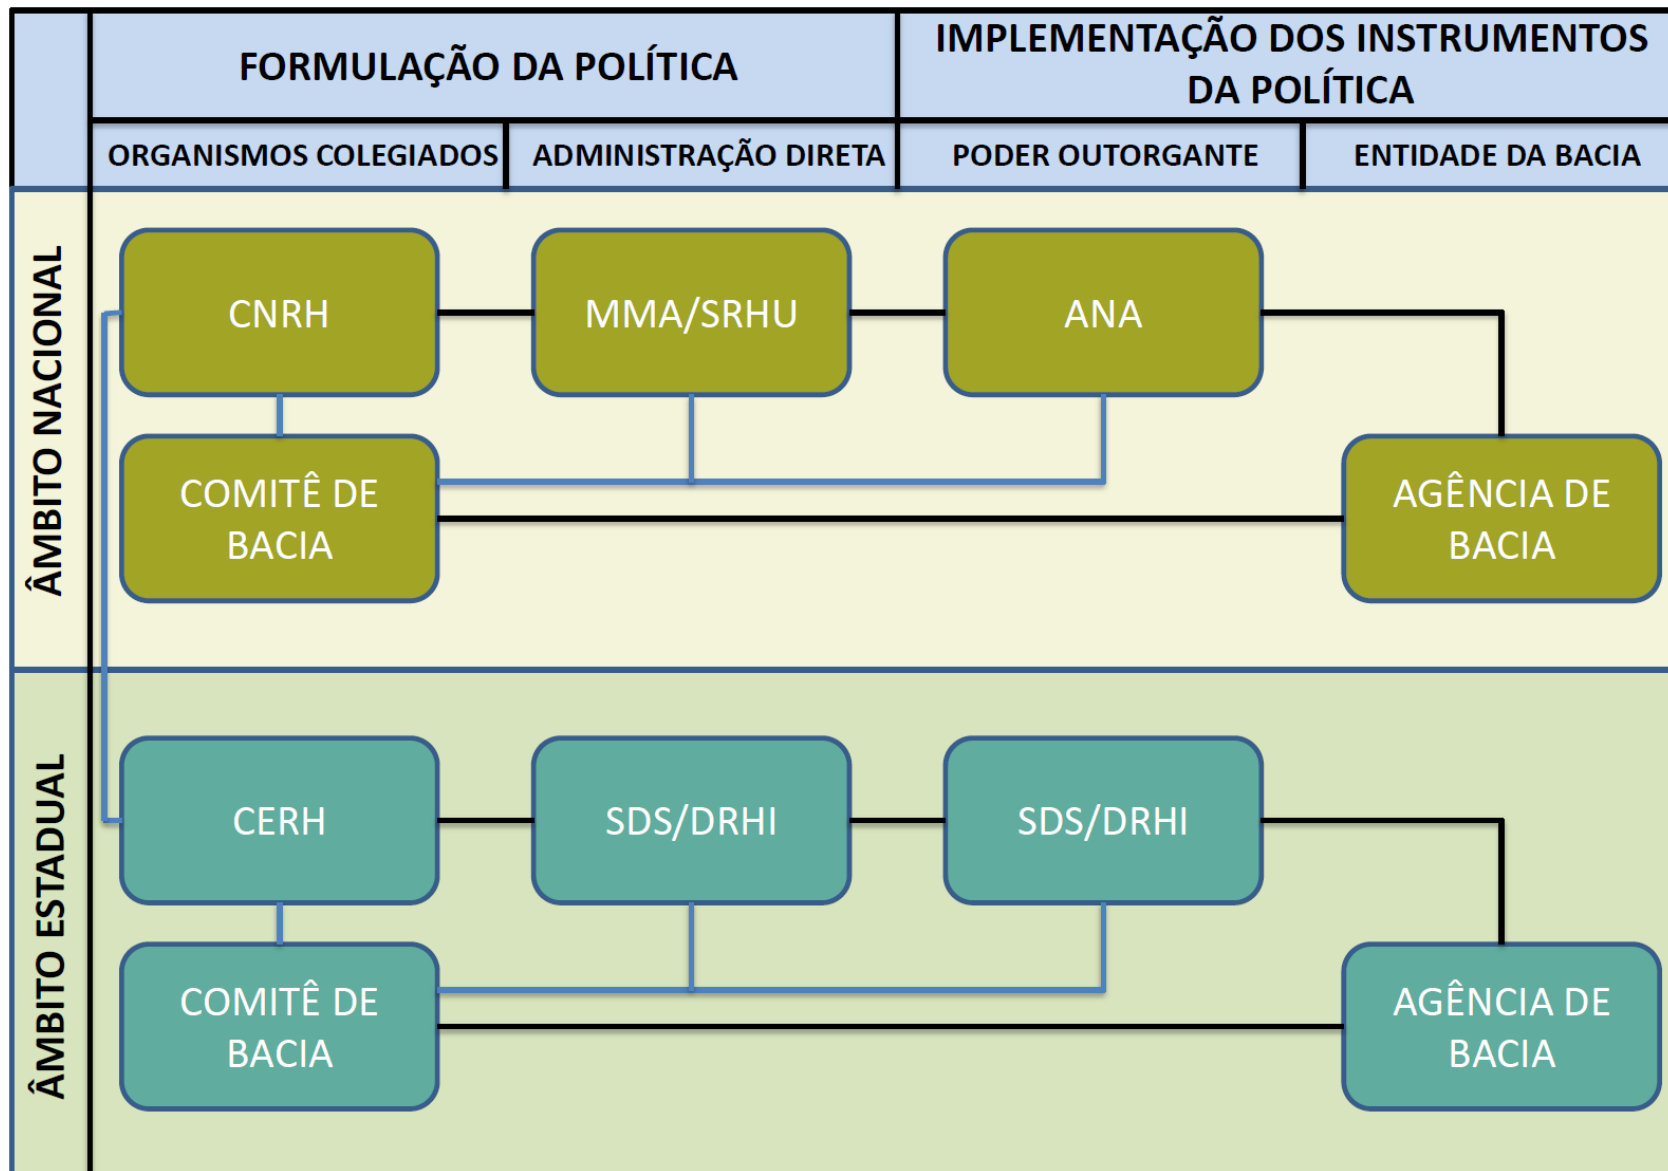 FORMULAÇÃO DA POLÍTICA
IMPLEMENTAÇÃO DOS INSTRUMENTOS
DA POLÍTICA
ORGANISMOS COLEGIADOS
ADMINISTRAÇÃO DIRETA
PODER OUTORGANTE
ENTIDADE DA BACIA
ÂMBITO NACIONAL
CNRH
MMA/SRHU
ANA
COMITÊ DE
BACIA
AGÊNCIA DE
BACIA
ÂMBITO ESTADUAL
CERH
SDS/DRHI
SDS/DRHI
COMITÊ DE
BACIA
AGÊNCIA DE
BACIA